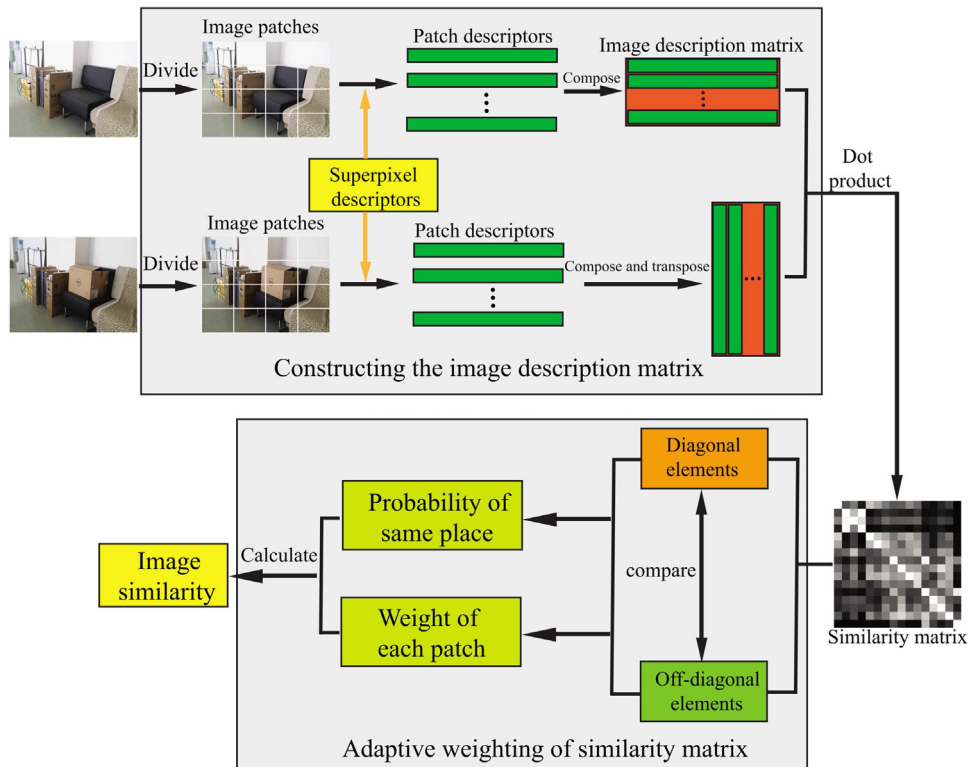 Image patches
Divide
Patch descriptors
Compose
Image description matrix
Superpixel
descriptors
Dot
product
Image patches
Divide
Patch descriptors
Compose and transpose
Constructing the image description matrix
Diagonal
elements
Probability of
same place
Calculate
Image
similarity
compare
Weight of
each patch
Off-diagonal
elements
Similarity matrix
Adaptive weighting of similarity matrix